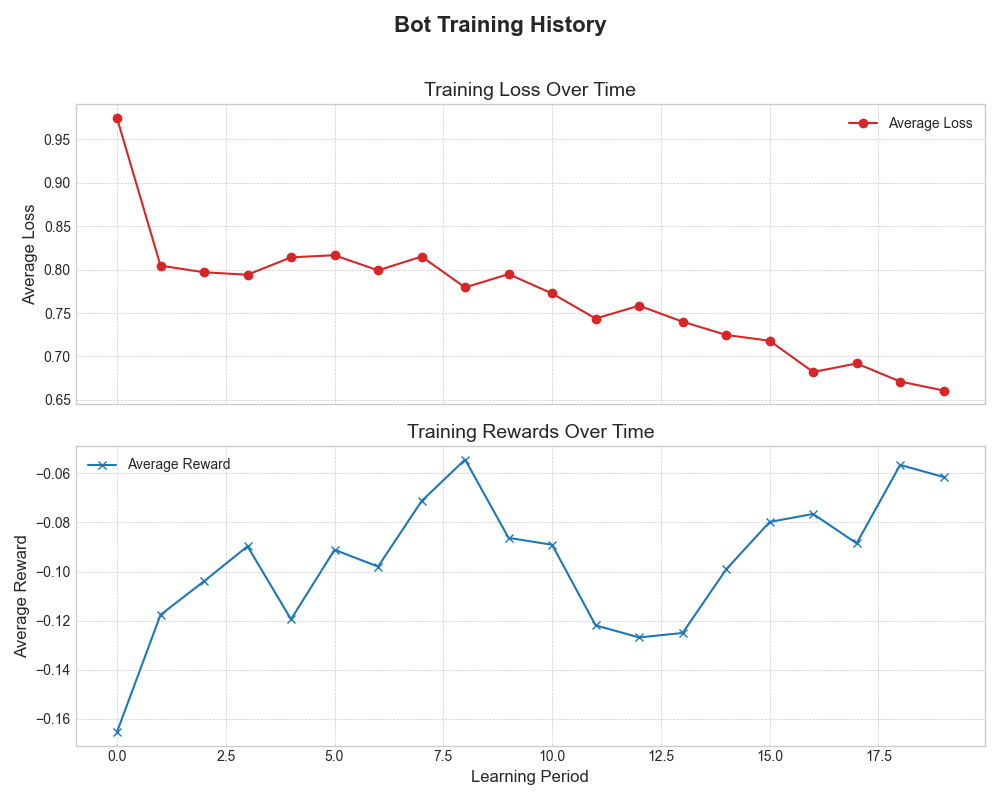 Bot Training History
Training Loss Over Time
Average Loss
0.95
0.90
0.85
0.80
0.75
0.70
0.65
Average Loss
Training Rewards Over Time
Average Reward
−0.06
−0.08
−0.10
−0.12
−0.14
−0.16
Average Reward
0.0 2.5 5.0 7.5 10.0 12.5 15.0 17.5
Learning Period